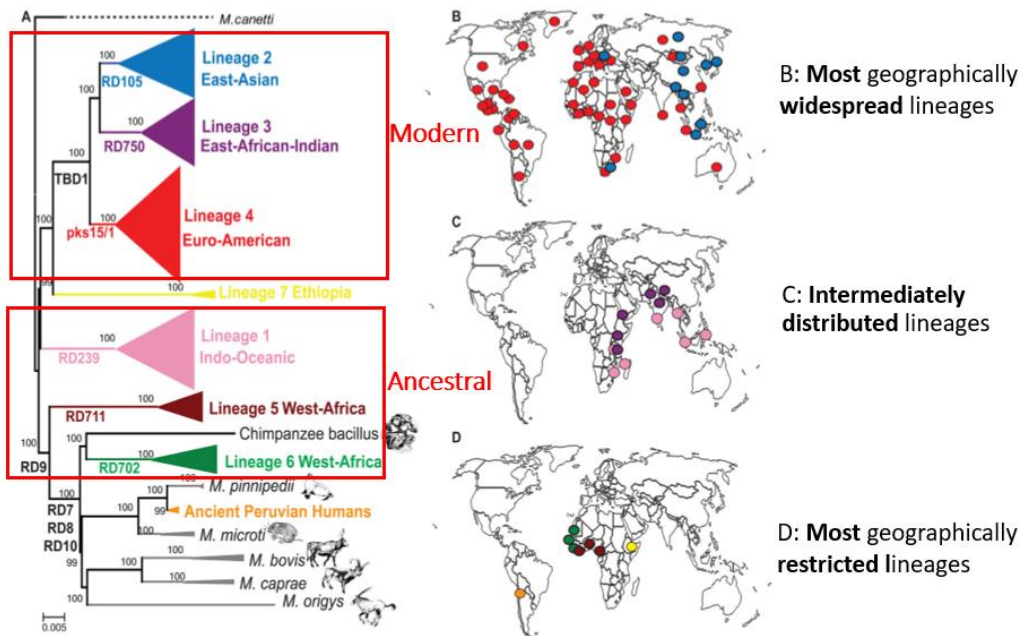 A
M.canetti
100
Lineage 2
RD105
East-Asian
100
100
Lineage 3
RD750
East-African-Indian
Modern
100
TBD1
100
Lineage 4
pks15/1
Euro-American
100
99
100
Lineage 7 Ethiopia
100
Lineage 1
RD239
Indo-Oceanic
Ancestral
100
RD711
Lineage 5 West-Africa
Chimpanzee bacillus
100
100
RD9
RD702
Lineage 6 West-Africa
100
100
M. pinnipedii
RD7
100
99
Ancient Peruvian Humans
RD8
100
M. microti
RD10
100
99
100
M. bovis
100
M. caprae
100
M. origys
0.005
B
B: Most geographically
widespread lineages
C
C: Intermediately
distributed lineages
D
D: Most geographically
restricted lineages